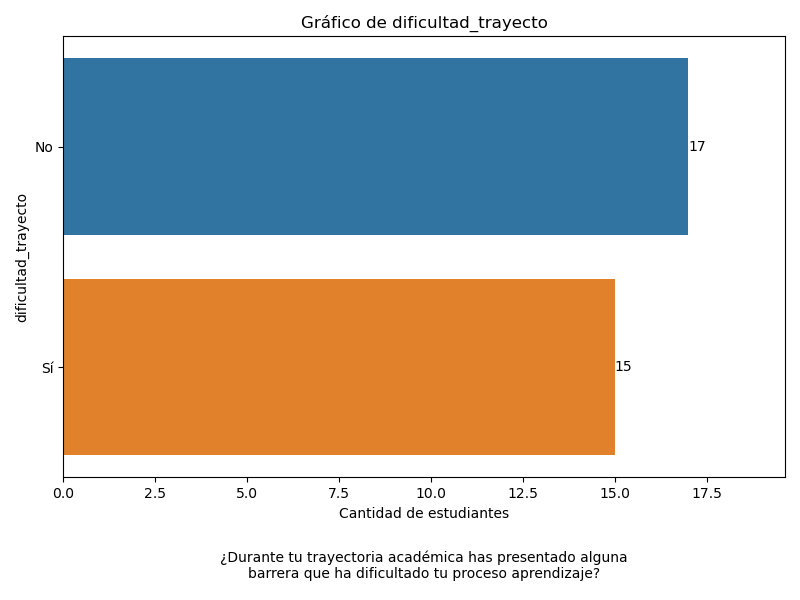 Gráfico de dificultad_trayecto
dificultad_trayecto
No
17
Sí
15
0.0 2.5 5.0 7.5 10.0 12.5 15.0 17.5
Cantidad de estudiantes
¿Durante tu trayectoria académica has presentado alguna
barrera que ha dificultado tu proceso aprendizaje?